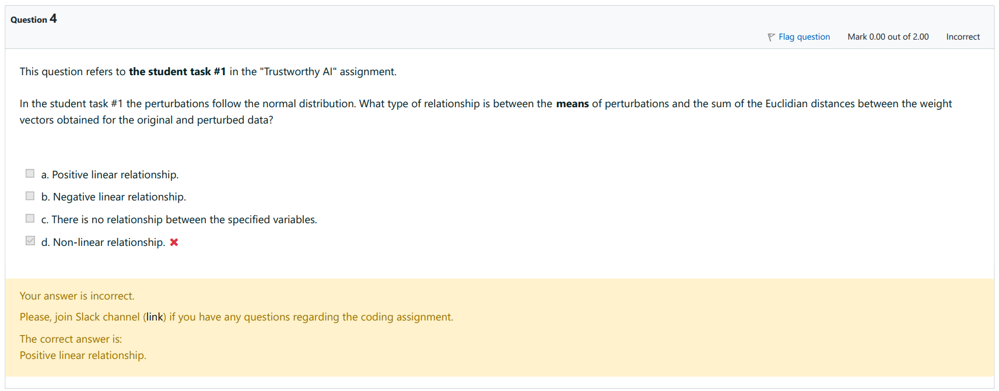 Question 4
Flag question Mark 0.00 out of 2.00 Incorrect
This question refers to the student task #1 in the "Trustworthy AI" assignment.
In the student task #1 the perturbations follow the normal distribution. What type of relationship is between the means of perturbations and the sum of the Euclidian distances between the weight
vectors obtained for the original and perturbed data?
a. Positive linear relationship.
b. Negative linear relationship.
c. There is no relationship between the specified variables.
d. Non-linear relationship.
Your answer is incorrect.
Please, join Slack channel (link) if you have any questions regarding the coding assignment.
The correct answer is:
Positive linear relationship.